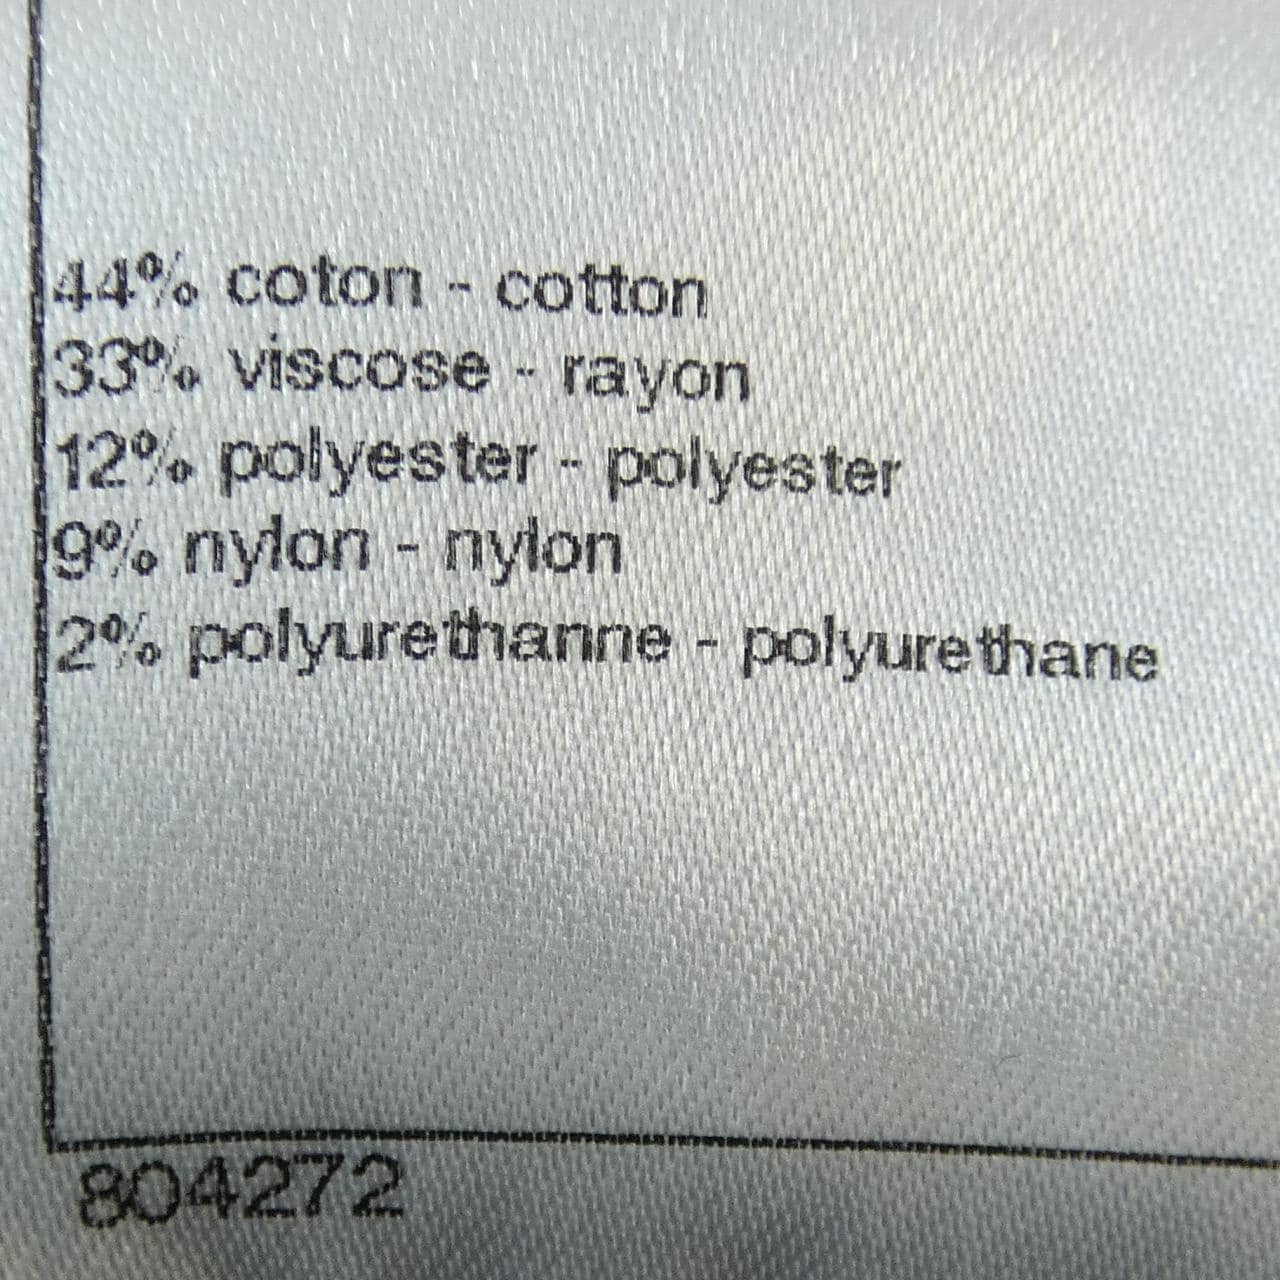 44% coton - cotton
33% viscose - rayon
12% polyester - polyester
9% nylon - nylon
2% polyurethanne - polyurethane
804272